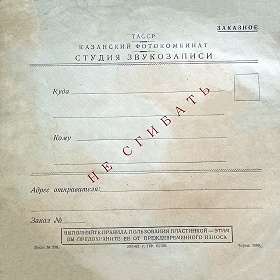 ЗАКАЗНОЕ
ТАССР
КАЗАНСКИЙ ФОТОКОМБИНАТ
СТУДИЯ ЗВУКОЗАПИСИ
Куда
НЕ СГИБАТЬ
Кому
Адрес отправителя:
Заказ №
ВЫПОЛНЯЙТЕ ПРАВИЛА ПОЛЬЗОВАНИЯ ПЛАСТИНКОЙ — ЭТИМ
ВЫ ПРЕДОХРАНИТЕ ЕЕ ОТ ПРЕЖДЕВРЕМЕННОГО ИЗНОСА
Тираж